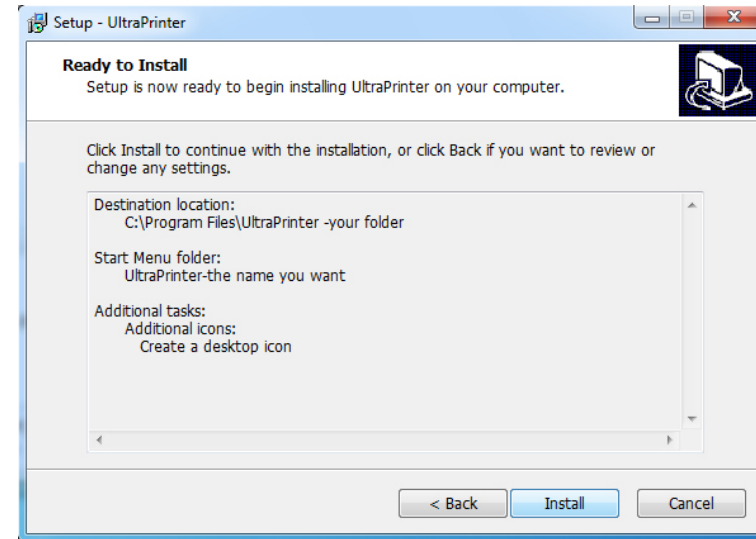 Setup - UltraPrinter
Ready to Install
Setup is now ready to begin installing UltraPrinter on your computer.
Click Install to continue with the installation, or click Back if you want to review or
change any settings.
Destination location:
C:\Program Files\UltraPrinter -your folder
Start Menu folder:
UltraPrinter-the name you want
Additional tasks:
Additional icons:
Create a desktop icon
< Back
Install
Cancel